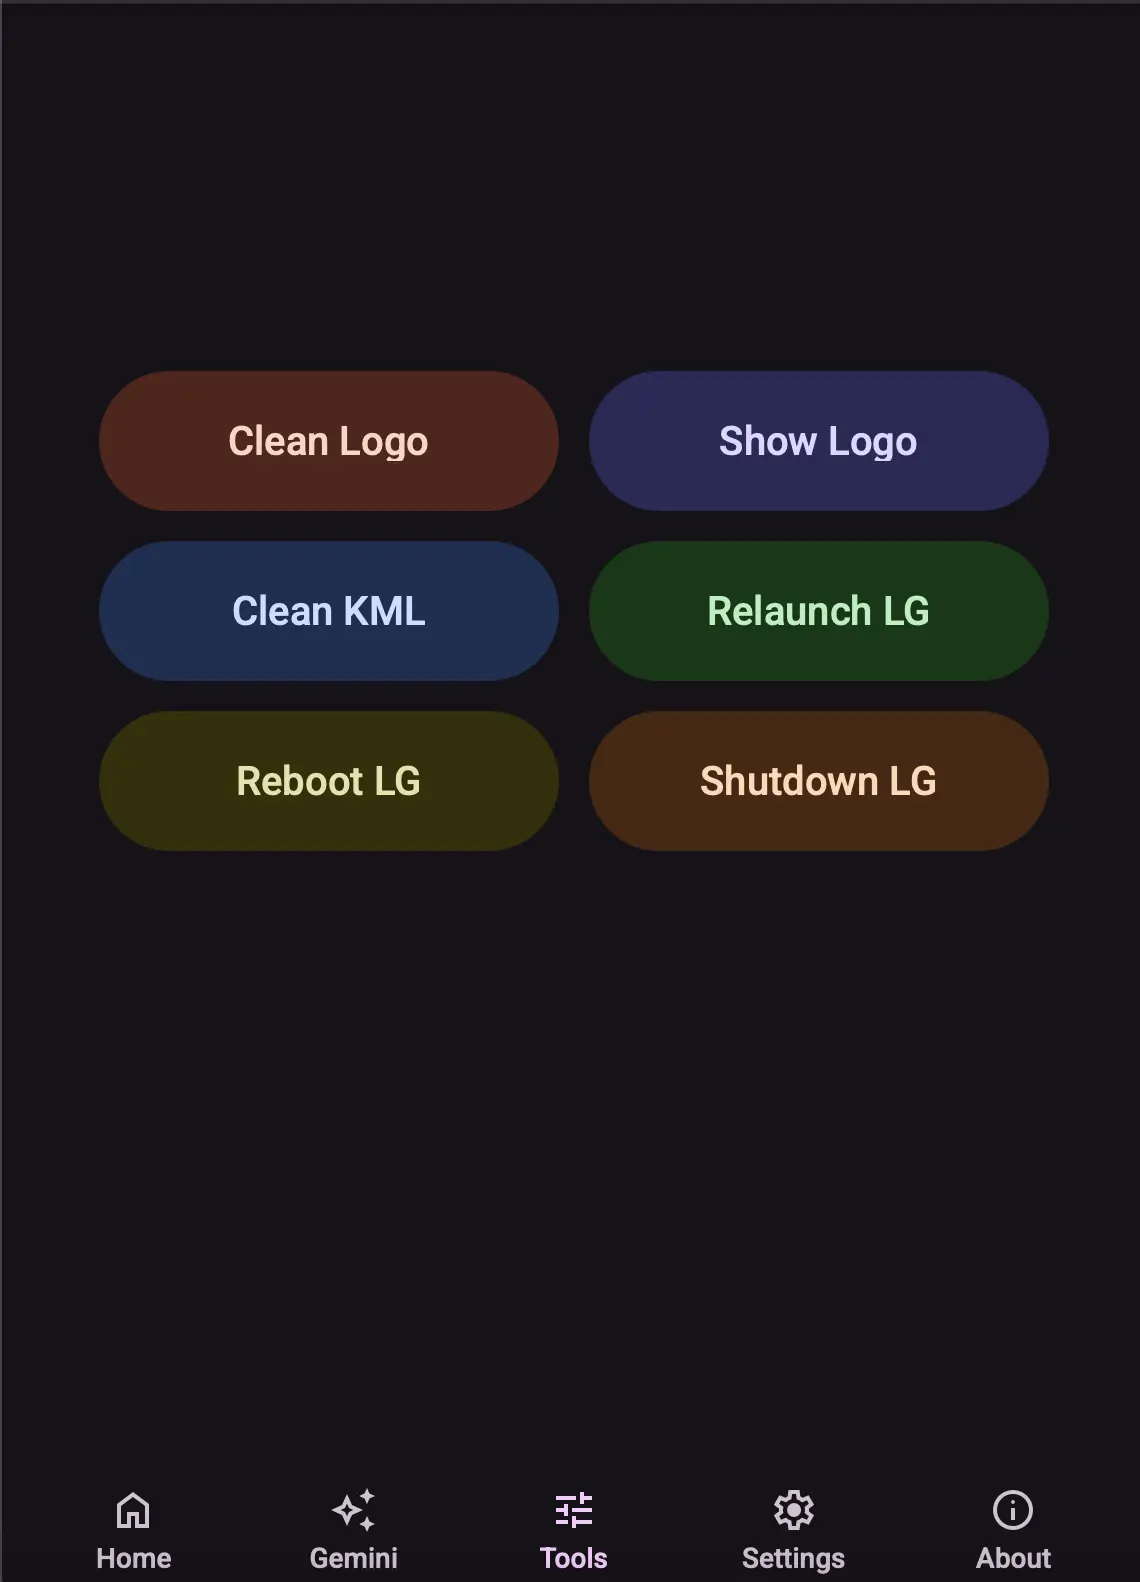 Clean Logo
Show Logo
Clean KML
Relaunch LG
Reboot LG
Shutdown LG
Home
Gemini
Tools
Settings
About